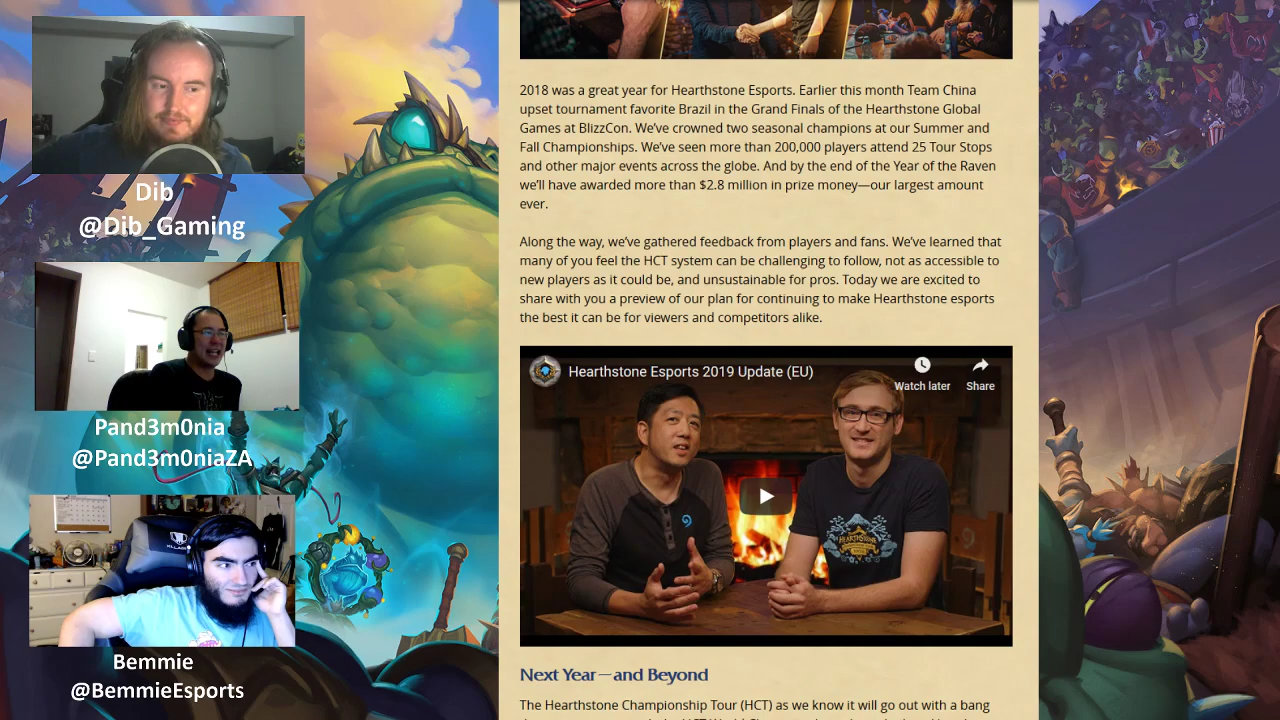 Dib
@Dib_Gaming
Pand3m0nia
@Pand3m0niaZA
Bemmie
@BemmieEsports
2018 was a great year for Hearthstone Esports. Earlier this month Team China
upset tournament favorite Brazil in the Grand Finals of the Hearthstone Global
Games at BlizzCon. We’ve crowned two seasonal champions at our Summer and
Fall Championships. We’ve seen more than 200,000 players attend 25 Tour Stops
and other major events across the globe. And by the end of the Year of the Raven
we’ll have awarded more than $2.8 million in prize money—our largest amount
ever.
Along the way, we’ve gathered feedback from players and fans. We’ve learned that
many of you feel the HCT system can be challenging to follow, not as accessible to
new players as it could be, and unsustainable for pros. Today we are excited to
share with you a preview of our plan for continuing to make Hearthstone esports
the best it can be for viewers and competitors alike.
Hearthstone Esports 2019 Update (EU)
Watch later
Share
HEARTHSTONE
Next Year—and Beyond
The Hearthstone Championship Tour (HCT) as we know it will go out with a bang